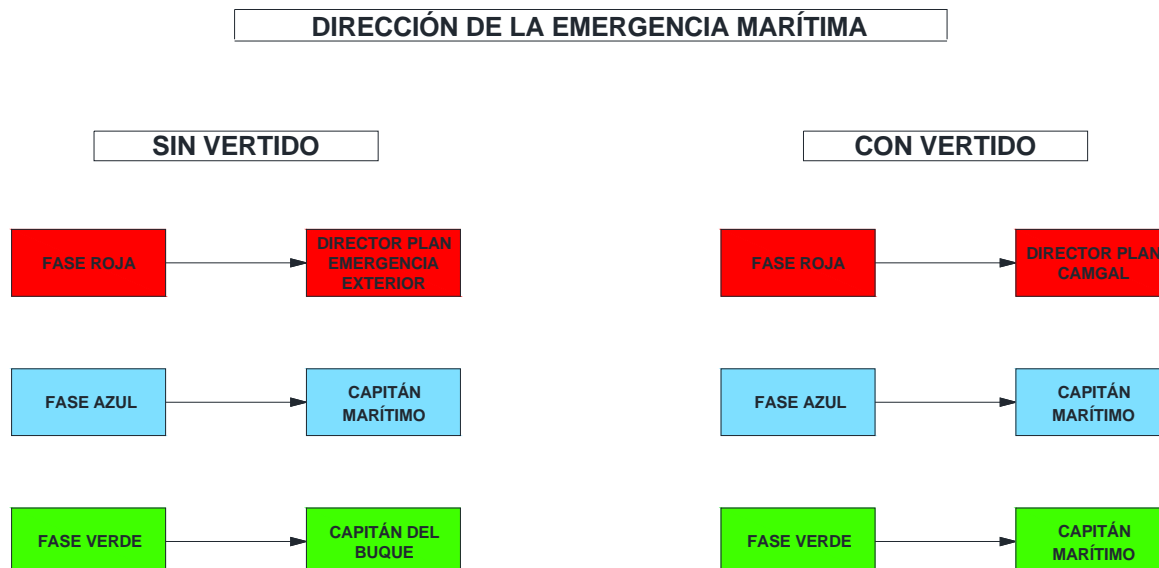 DIRECCIÓN DE LA EMERGENCIA MARÍTIMA
SIN VERTIDO
CON VERTIDO
FASE ROJA
DIRECTOR PLAN
EMERGENCIA
EXTERIOR
FASE ROJA
DIRECTOR PLAN
CAMGAL
FASE AZUL
CAPITÁN
MARÍTIMO
FASE AZUL
CAPITÁN
MARÍTIMO
FASE VERDE
CAPITÁN DEL
BUQUE
FASE VERDE
CAPITÁN
MARÍTIMO